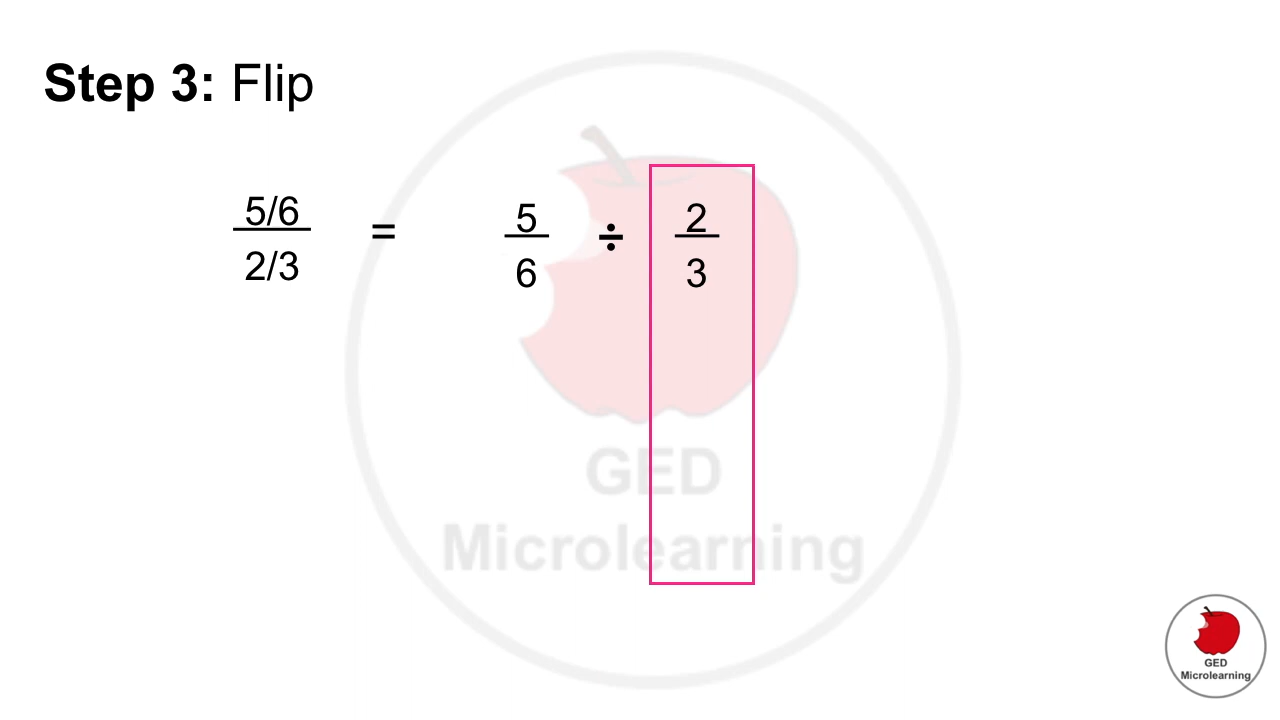 Step 3: Flip
5/6
2/3
=
5
6
÷
2
3
GED
Microlearning
GED
Microlearning